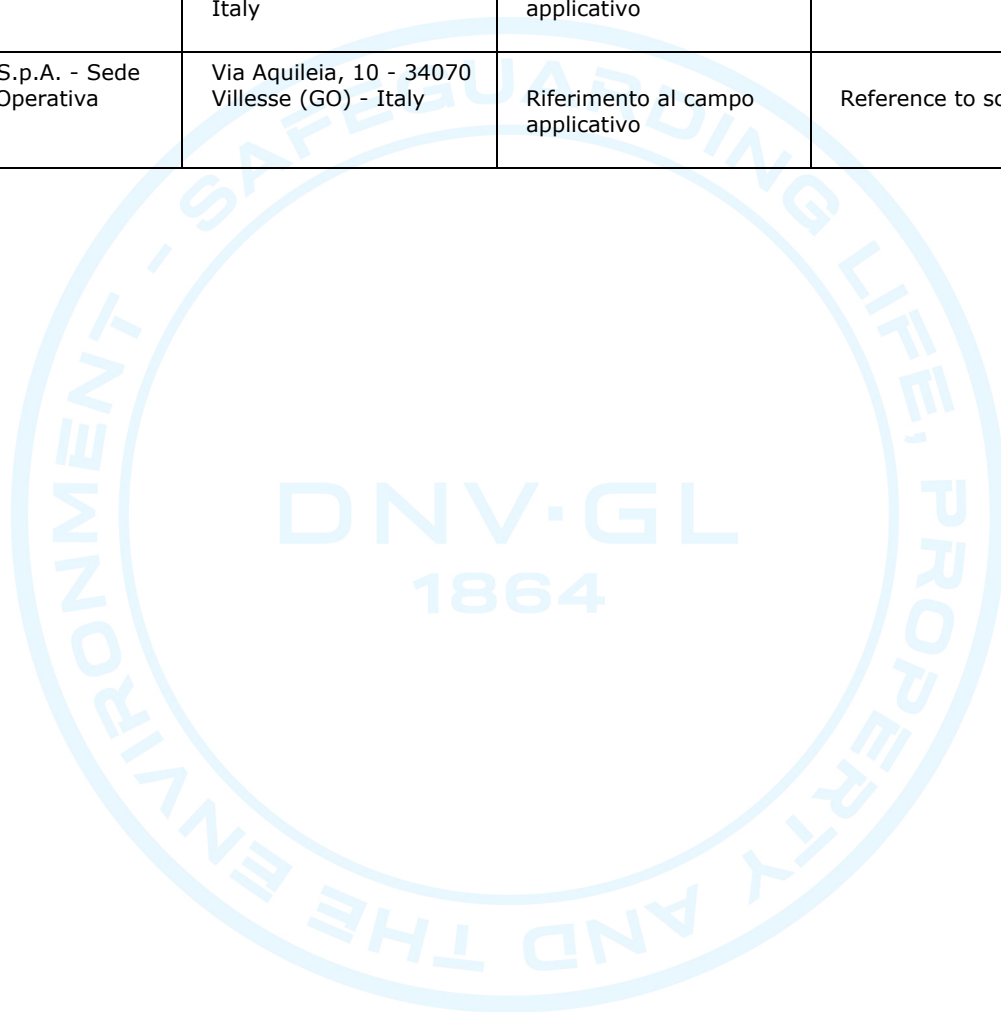 Italy
applicativo
S.p.A. - Sede
Operativa
Via Aquileia, 10 - 34070
Villesse (GO) - Italy
Riferimento al campo
applicativo
Reference to sc
SAFEGUARDING LIFE, PROPERTY AND THE ENVIRONMENT -
DNV·GL
1864